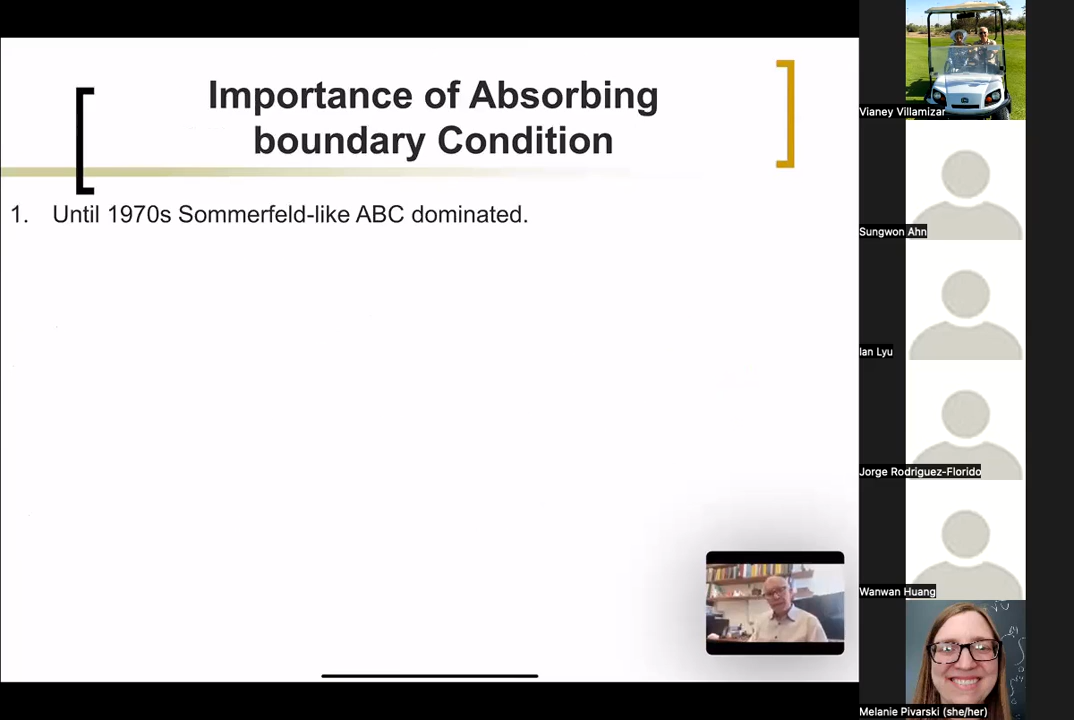 Importance of Absorbing
boundary Condition
1. Until 1970s Sommerfeld-like ABC dominated.
Vianey Villamizar
Sungwon Ahn
Ian Lyu
Jorge Rodriguez-Florido
Wanwan Huang
Melanie Pivarski (she/her)